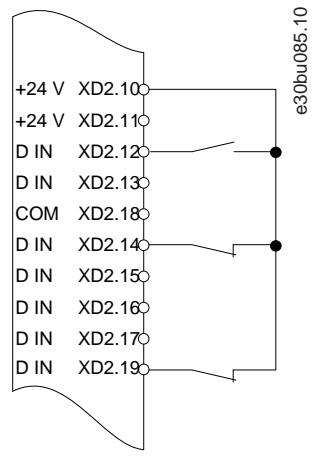 e30bu085.10
+24 V XD2.10
+24 V XD2.11
D IN XD2.12
D IN XD2.13
COM XD2.18
D IN XD2.14
D IN XD2.15
D IN XD2.16
D IN XD2.17
D IN XD2.19